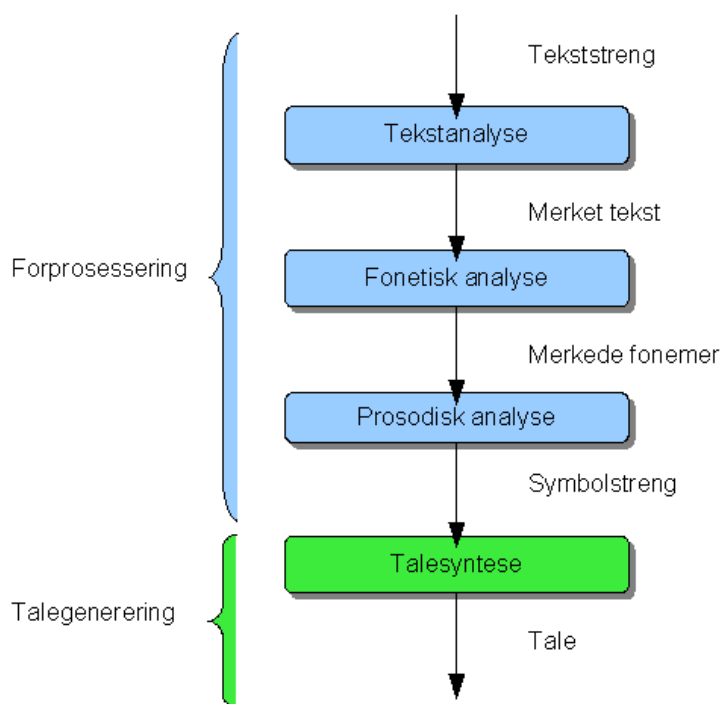 Tekststreng
Tekstanalyse
Merket tekst
Forprosessering
Fonetisk analyse
Merkede fonemer
Prosodisk analyse
Symbolstreng
Talesyntese
Talegenerering
Tale